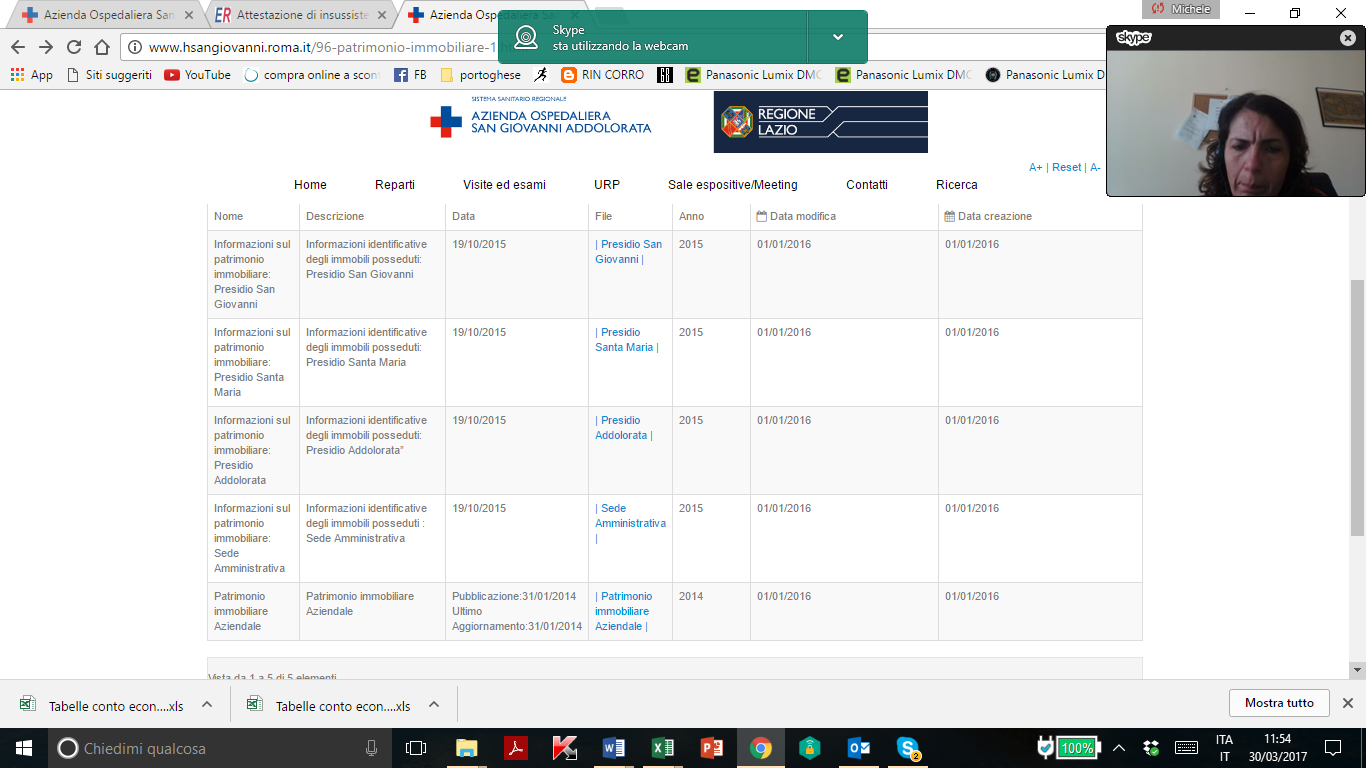 Azienda Ospedaliera San
Attestazione di insussiste
Azienda Ospedaliera Sa
Michele
Skype
sta utilizzando la webcam
skype
www.hsangiovanni.roma.it/96-patrimonio-immobiliare-1
App
Siti suggeriti
YouTube
compra online a scont
FB
portoghese
RIN CORRO
Panasonic Lumix DMC
Panasonic Lumix DMC
Panasonic Lumix D
SISTEMA SANITARIO REGIONALE
AZIENDA OSPEDALIERA
SAN GIOVANNI ADDOLORATA
REGIONE
LAZIO
A+ | Reset | A-
Home Reparti Visite ed esami URP Sale espositive/Meeting Contatti Ricerca
Nome Descrizione Data File Anno Data modifica Data creazione
Informazioni sul
patrimonio
immobiliare:
Presidio San
Giovanni
Informazioni identificative
degli immobili posseduti:
Presidio San Giovanni
19/10/2015
| Presidio San
Giovanni |
2015
01/01/2016
01/01/2016
Informazioni sul
patrimonio
immobiliare:
Presidio Santa
Maria
Informazioni identificative
degli immobili posseduti:
Presidio Santa Maria
19/10/2015
| Presidio
Santa Maria |
2015
01/01/2016
01/01/2016
Informazioni sul
patrimonio
immobiliare:
Presidio
Addolorata
Informazioni identificative
degli immobili posseduti:
Presidio Addolorata"
19/10/2015
| Presidio
Addolorata |
2015
01/01/2016
01/01/2016
Informazioni sul
patrimonio
immobiliare:
Sede
Amministrativa
Informazioni identificative
degli immobili posseduti :
Sede Amministrativa
19/10/2015
| Sede
Amministrativa
|
2015
01/01/2016
01/01/2016
Patrimonio
immobiliare
Aziendale
Patrimonio immobiliare
Aziendale
Pubblicazione:31/01/2014
Ultimo
Aggiornamento:31/01/2014
| Patrimonio
immobiliare
Aziendale |
2014
01/01/2016
01/01/2016
Vista da 1 a 5 di 5 elementi
Tabelle conto econ....xls
Tabelle conto econ....xls
Mostra tutto
Chiedimi qualcosa
100%
ITA
IT
11:54
30/03/2017